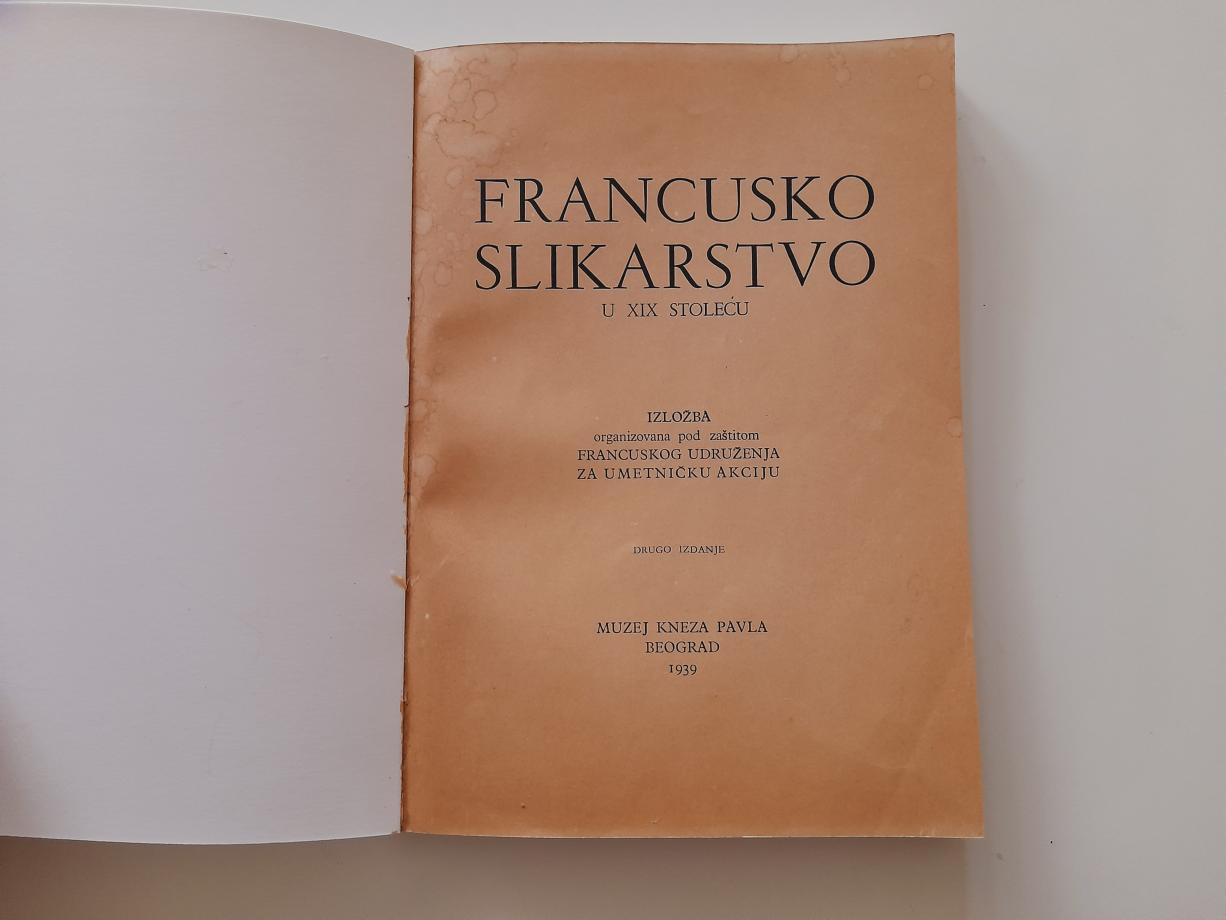 FRANCUSKO
SLIKARSTVO
U XIX STOLEĆU
IZLOŽBA
organizovana pod zaštitom
FRANCUSKOG UDRUŽENJA
ZA UMETNIČKU AKCIJU
DRUGO IZDANJE
MUZEJ KNEZA PAVLA
BEOGRAD
1939